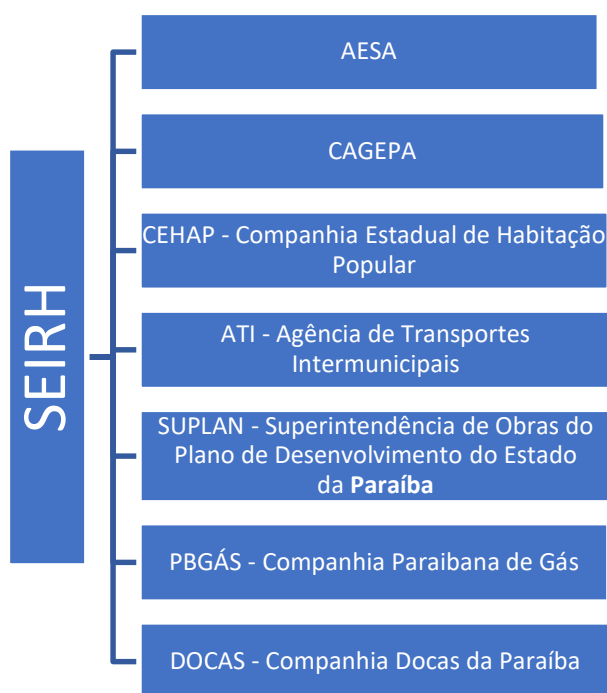 SEIRH
AESA
CAGEPA
CEHAP - Companhia Estadual de Habitação
Popular
ATI - Agência de Transportes
Intermunicipais
SUPLAN - Superintendência de Obras do
Plano de Desenvolvimento do Estado
da Paraíba
PBGÁS - Companhia Paraibana de Gás
DOCAS - Companhia Docas da Paraíba